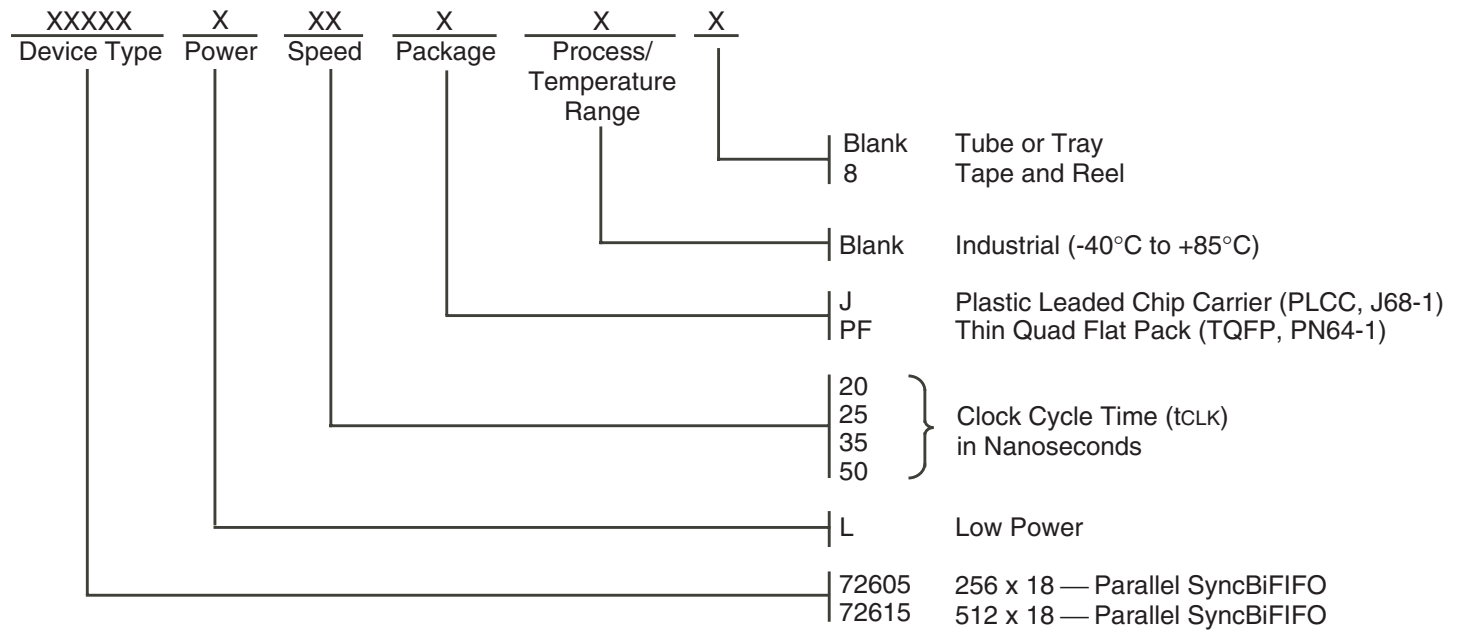 XXXXX X XX X X X
Device Type Power Speed Package Process/
Temperature
Range
Blank Tube or Tray
8 Tape and Reel
Blank Industrial (-40°C to +85°C)
J Plastic Leaded Chip Carrier (PLCC, J68-1)
PF Thin Quad Flat Pack (TQFP, PN64-1)
20
25
35
50
Clock Cycle Time (tCLK)
in Nanoseconds
L Low Power
72605 256 x 18 — Parallel SyncBiFIFO
72615 512 x 18 — Parallel SyncBiFIFO